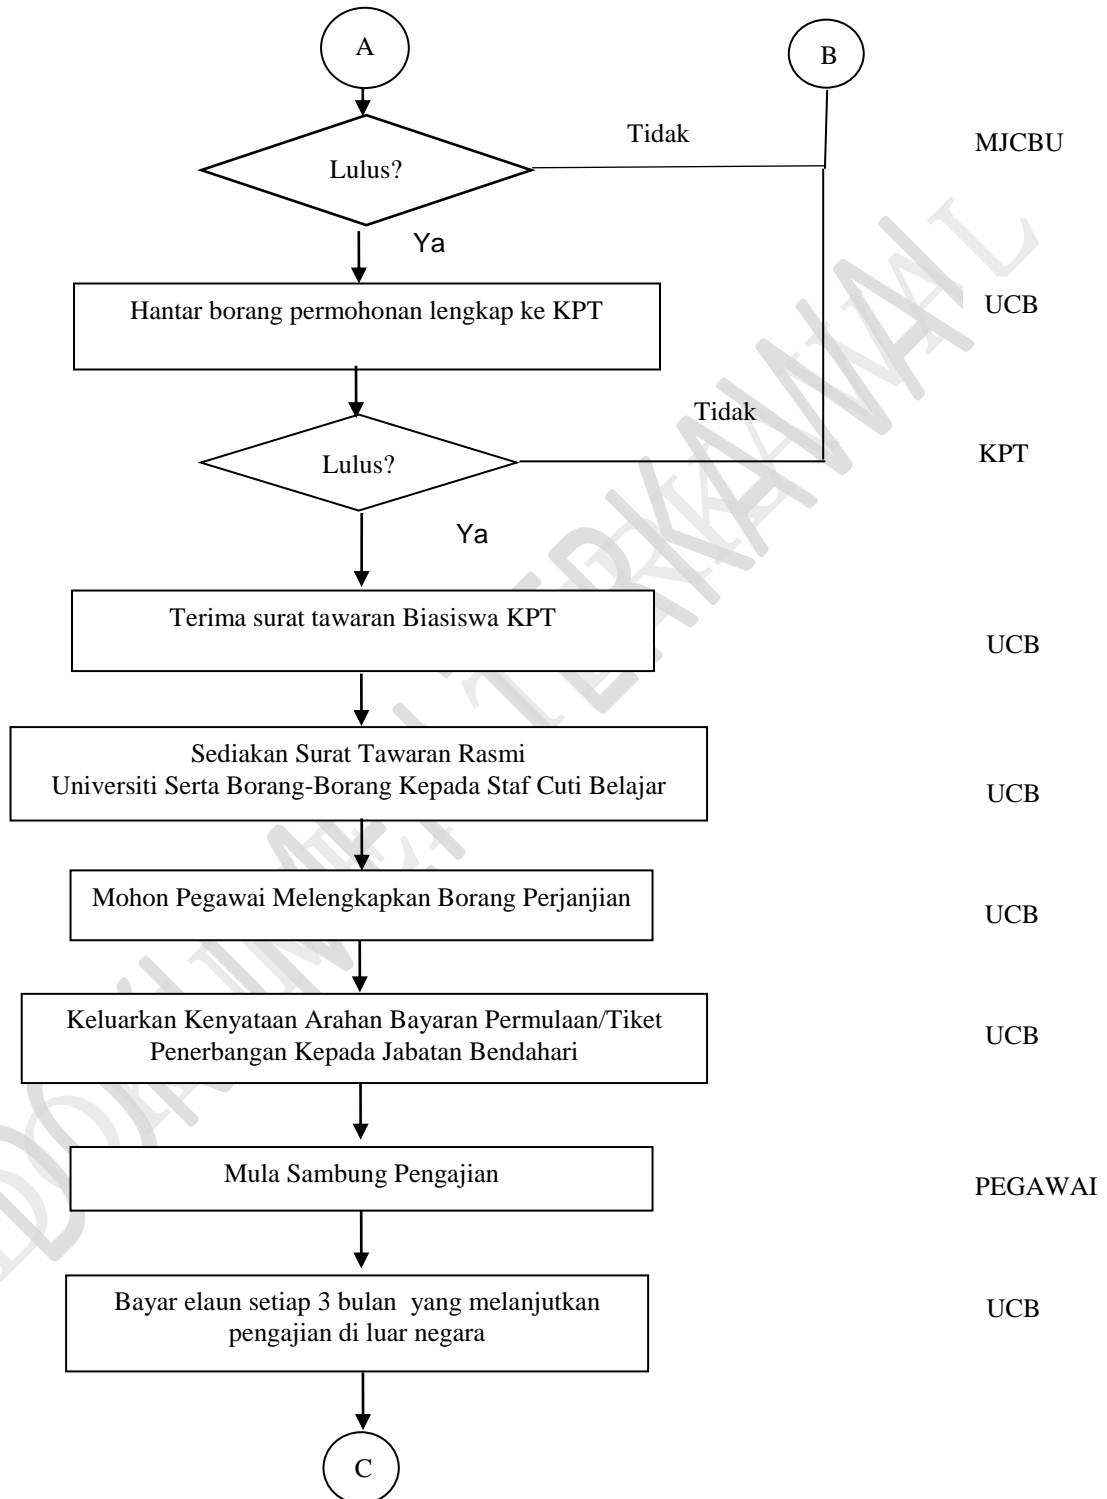 A
B
Tidak
MJCBU
Lulus?
Ya
Hantar borang permohonan lengkap ke KPT
UCB
Tidak
KPT
Lulus?
Ya
Terima surat tawaran Biasiswa KPT
UCB
Sediakan Surat Tawaran Rasmi
Universiti Serta Borang-Borang Kepada Staf Cuti Belajar
UCB
Mohon Pegawai Melengkapkan Borang Perjanjian
UCB
Keluarkan Kenyataan Arahan Bayaran Permulaan/Tiket
Penerbangan Kepada Jabatan Bendahari
UCB
Mula Sambung Pengajian
PEGAWAI
Bayar elaun setiap 3 bulan  yang melanjutkan
pengajian di luar negara
UCB
C